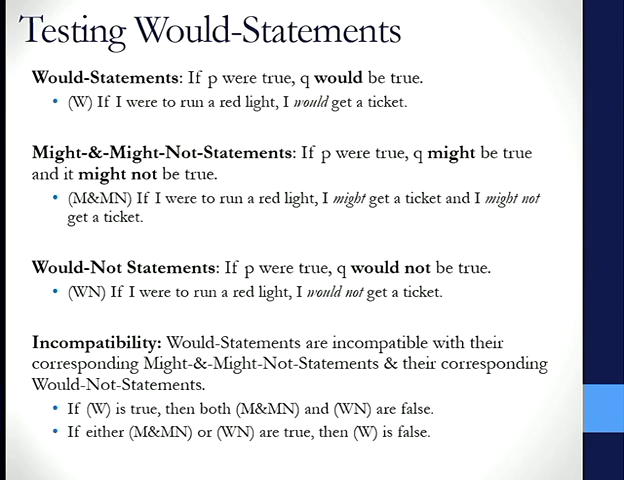 Testing Would-Statements
Would-Statements: If p were true, q would be true.
• (W) If I were to run a red light, I would get a ticket.
Might-&-Might-Not-Statements: If p were true, q might be true
and it might not be true.
• (M&MN) If I were to run a red light, I might get a ticket and I might not
get a ticket.
Would-Not Statements: If p were true, q would not be true.
• (WN) If I were to run a red light, I would not get a ticket.
Incompatibility: Would-Statements are incompatible with their
corresponding Might-&-Might-Not-Statements & their corresponding
Would-Not-Statements.
• If (W) is true, then both (M&MN) and (WN) are false.
• If either (M&MN) or (WN) are true, then (W) is false.